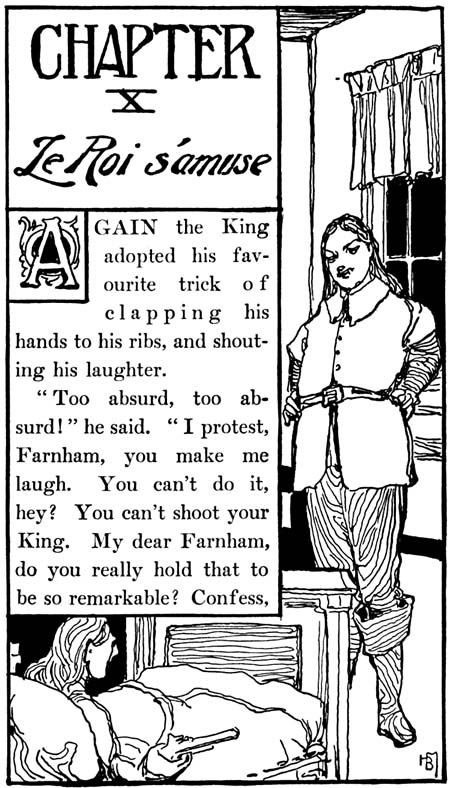 CHAPTER
X
Le Roi s'amuse
AGAIN the King
adopted his fav-
ourite trick of
clapping his
hands to his ribs, and shout-
ing his laughter.
"Too absurd, too ab-
surd!" he said. "I protest,
Farnham, you make me
laugh. You can't do it,
hey? You can't shoot your
King. My dear Farnham,
do you really hold that to
be so remarkable? Confess,